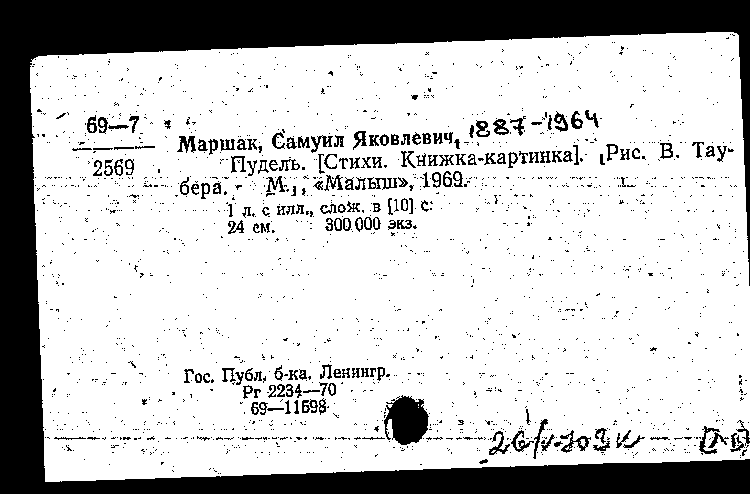 69—7
2569
Маршак, Самуил Яковлевич, 1887-1964
Пудель. [Стихи. Книжка-картинка]. [Рис. В. Тау-
бера. - М.], «Малыш», 1969.
1 л. с илл., слож. в [10] с.
24 см. 300 000 экз.
Гос. Публ. б-ка. Ленингр.
Рг 2234—70
69—11598